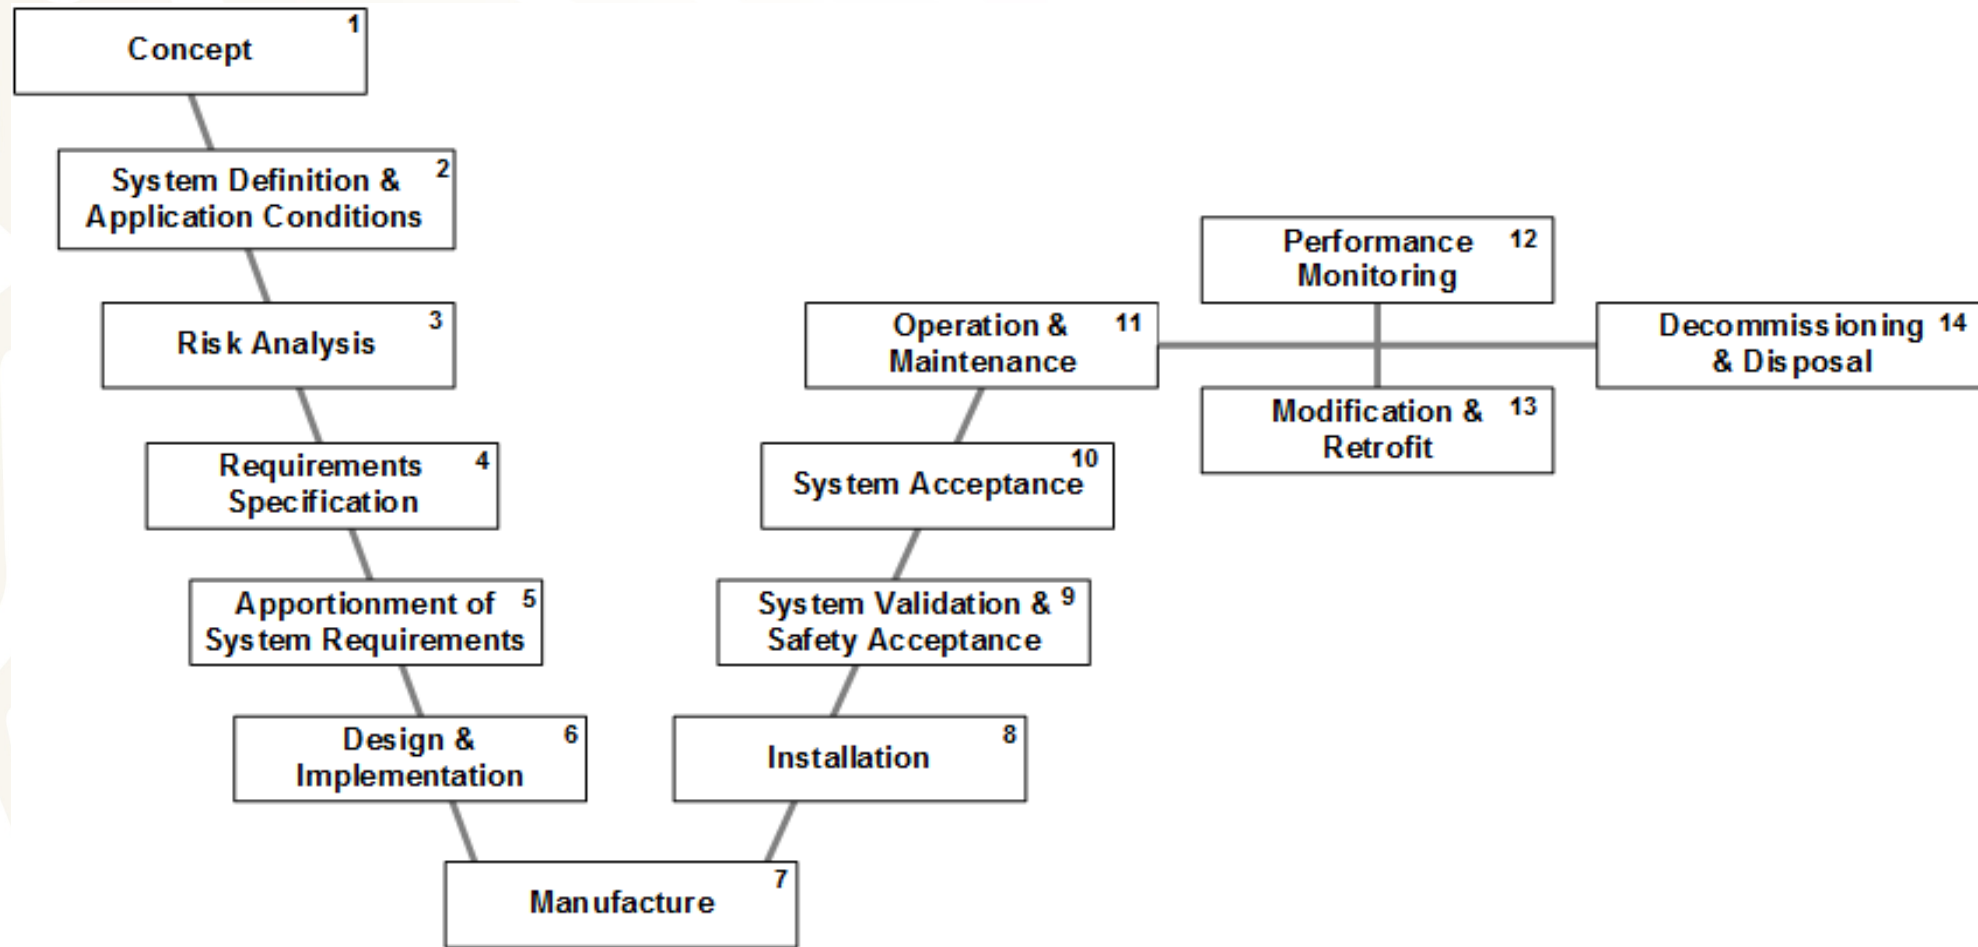 Concept 1
System Definition & 2
Application Conditions
Risk Analysis 3
Requirements 4
Specification
Apportionment of 5
System Requirements
Design & 6
Implementation
Manufacture 7
Installation 8
System Validation & 9
Safety Acceptance
System Acceptance 10
Operation & 11
Maintenance
Performance 12
Monitoring
Modification & 13
Retrofit
Decommissioning 14
& Disposal